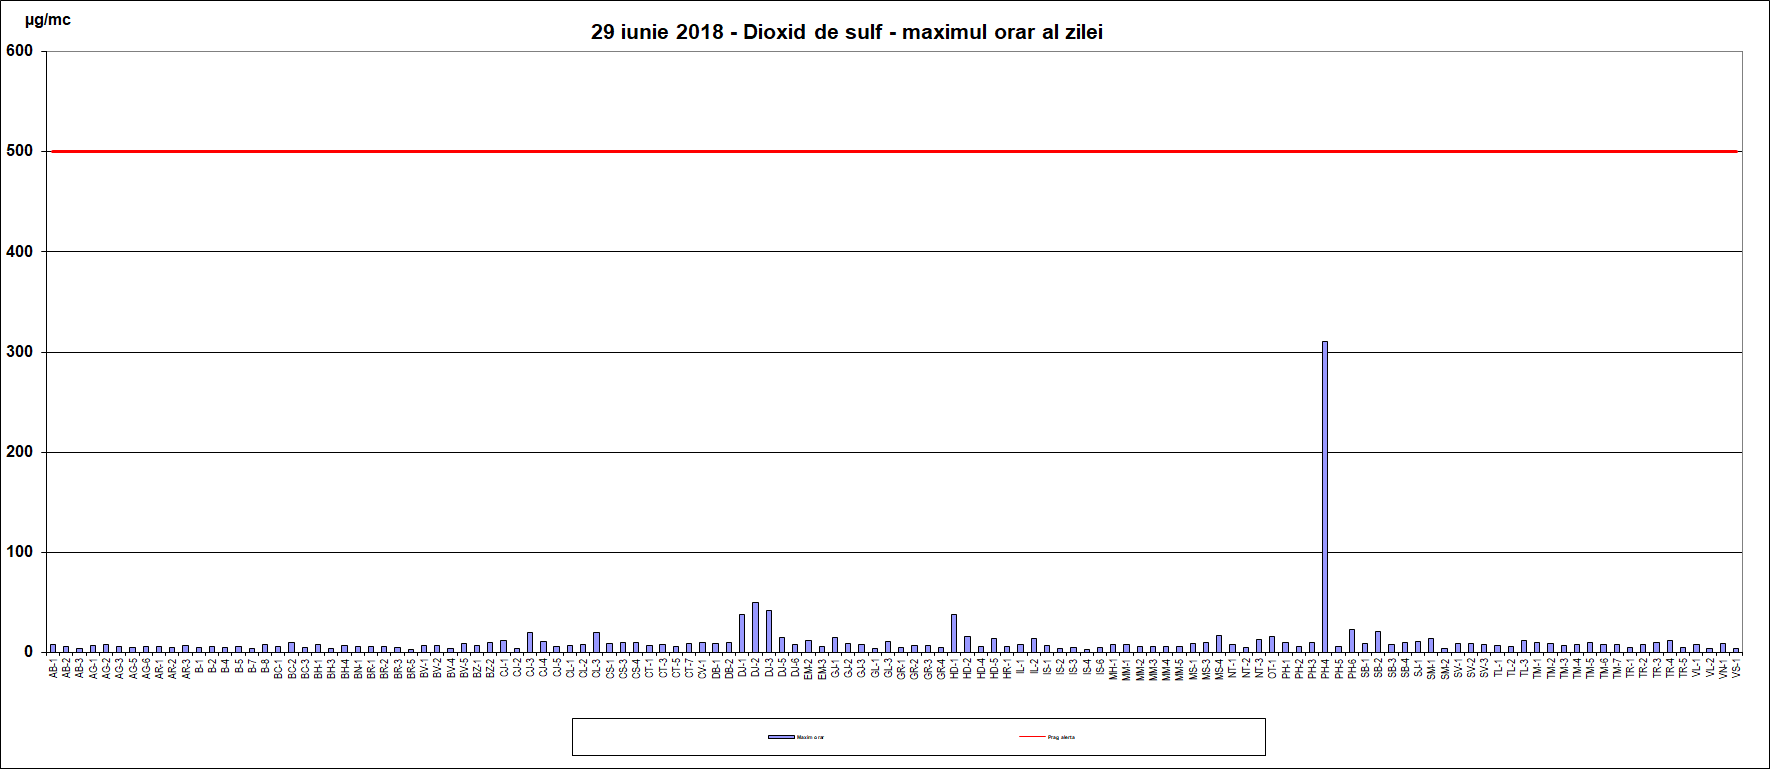 µg/mc
29 iunie 2018 - Dioxid de sulf - maximul orar al zilei
600
500
400
300
200
100
0
AB-1 AB-2 AB-3 AG-1 AG-2 AG-3 AG-5 AG-6 AR-1 AR-2 AR-3 B-1 B-2 B-4 B-5 B-7 B-8 BC-1 BC-2 BC-3 BH-1 BH-3 BH-4 BN-1 BR-1 BR-2 BR-3 BR-5 BV-1 BV-2 BV-4 BV-5 BZ-1 BZ-2 CJ-1 CJ-2 CJ-3 CJ-4 CJ-5 CL-1 CL-2 CL-3 CS-1 CS-3 CS-4 CT-1 CT-3 CT-5 CT-7 CV-1 DB-1 DB-2 DJ-1 DJ-2 DJ-3 DJ-5 DJ-6 EM-2 EM-3 GJ-1 GJ-2 GJ-3 GL-1 GL-3 GR-1 GR-2 GR-3 GR-4 HD-1 HD-2 HD-4 HD-5 HR-1 IL-1 IL-2 IS-1 IS-2 IS-3 IS-4 IS-6 MH-1 MM-1 MM-2 MM-3 MM-4 MM-5 MS-1 MS-3 MS-4 NT-1 NT-2 NT-3 OT-1 PH-1 PH-2 PH-3 PH-4 PH-5 PH-6 SB-1 SB-2 SB-3 SB-4 SJ-1 SM-1 SM-2 SV-1 SV-2 SV-3 TL-1 TL-2 TL-3 TM-1 TM-2 TM-3 TM-4 TM-5 TM-6 TM-7 TR-1 TR-2 TR-3 TR-4 TR-5 VL-1 VL-2 VN-1 VS-1
Maxim orar
Prag alerta